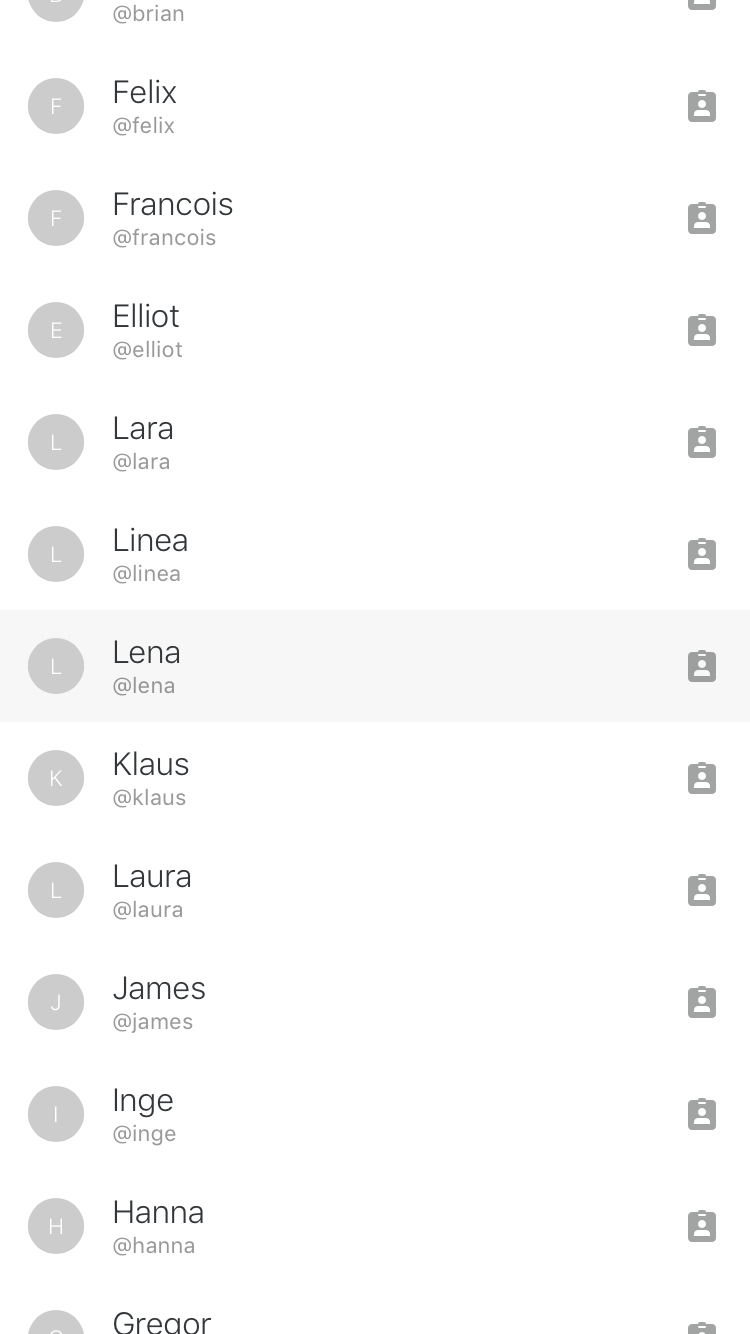 @brian
F
Felix
@felix
F
Francois
@francois
E
Elliot
@elliot
L
Lara
@lara
L
Linea
@linea
L
Lena
@lena
K
Klaus
@klaus
L
Laura
@laura
J
James
@james
I
Inge
@inge
H
Hanna
@hanna
Gregor